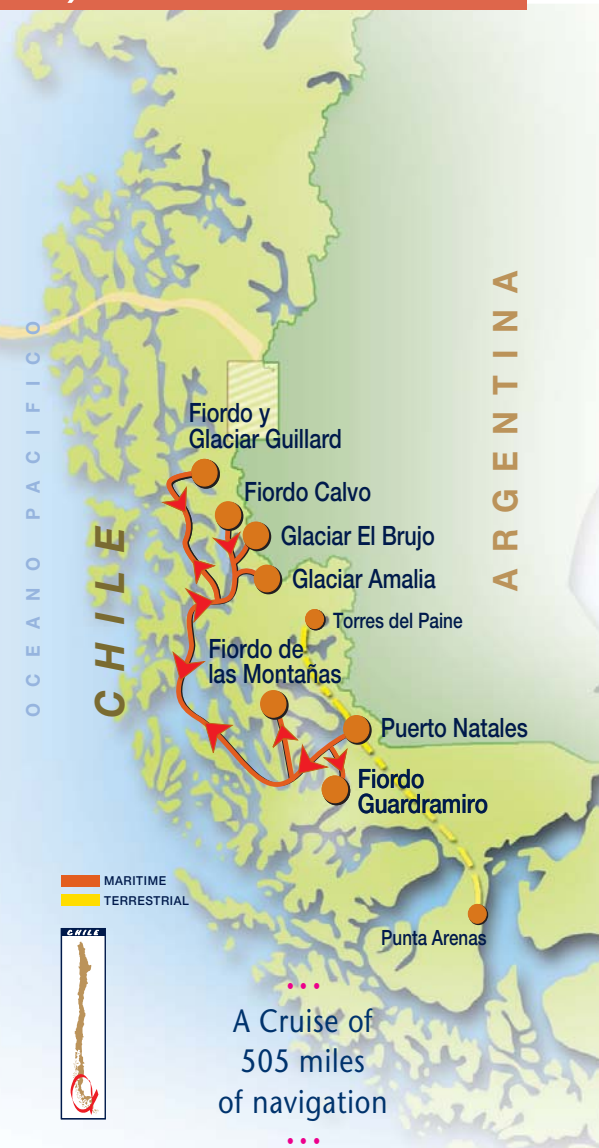 Fiordo y
Glaciar Guillard
Fiordo Calvo
Glaciar El Brujo
Glaciar Amalia
Torres del Paine
Fiordo de
las Montañas
Puerto Natales
Fiordo
Guardramiro
Punta Arenas
OCEANO PACIFICO
CHILE
ARGENTINA
MARITIME
TERRESTRIAL
CHILE
• • •
A Cruise of
505 miles
of navigation
• • •